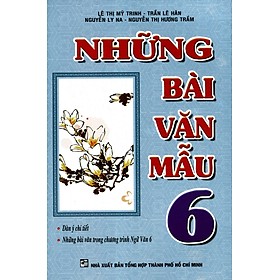 LÊ THỊ MỸ TRINH - TRẦN LÊ HÂN
NGUYỄN LY NA - NGUYỄN THỊ HƯƠNG TRẦM
NHỮNG
BÀI
VĂN
MẪU
6
* Dàn ý chi tiết
* Những bài văn trong chương trình Ngữ Văn 6
NHÀ XUẤT BẢN TỔNG HỢP THÀNH PHỐ HỒ CHÍ MINH